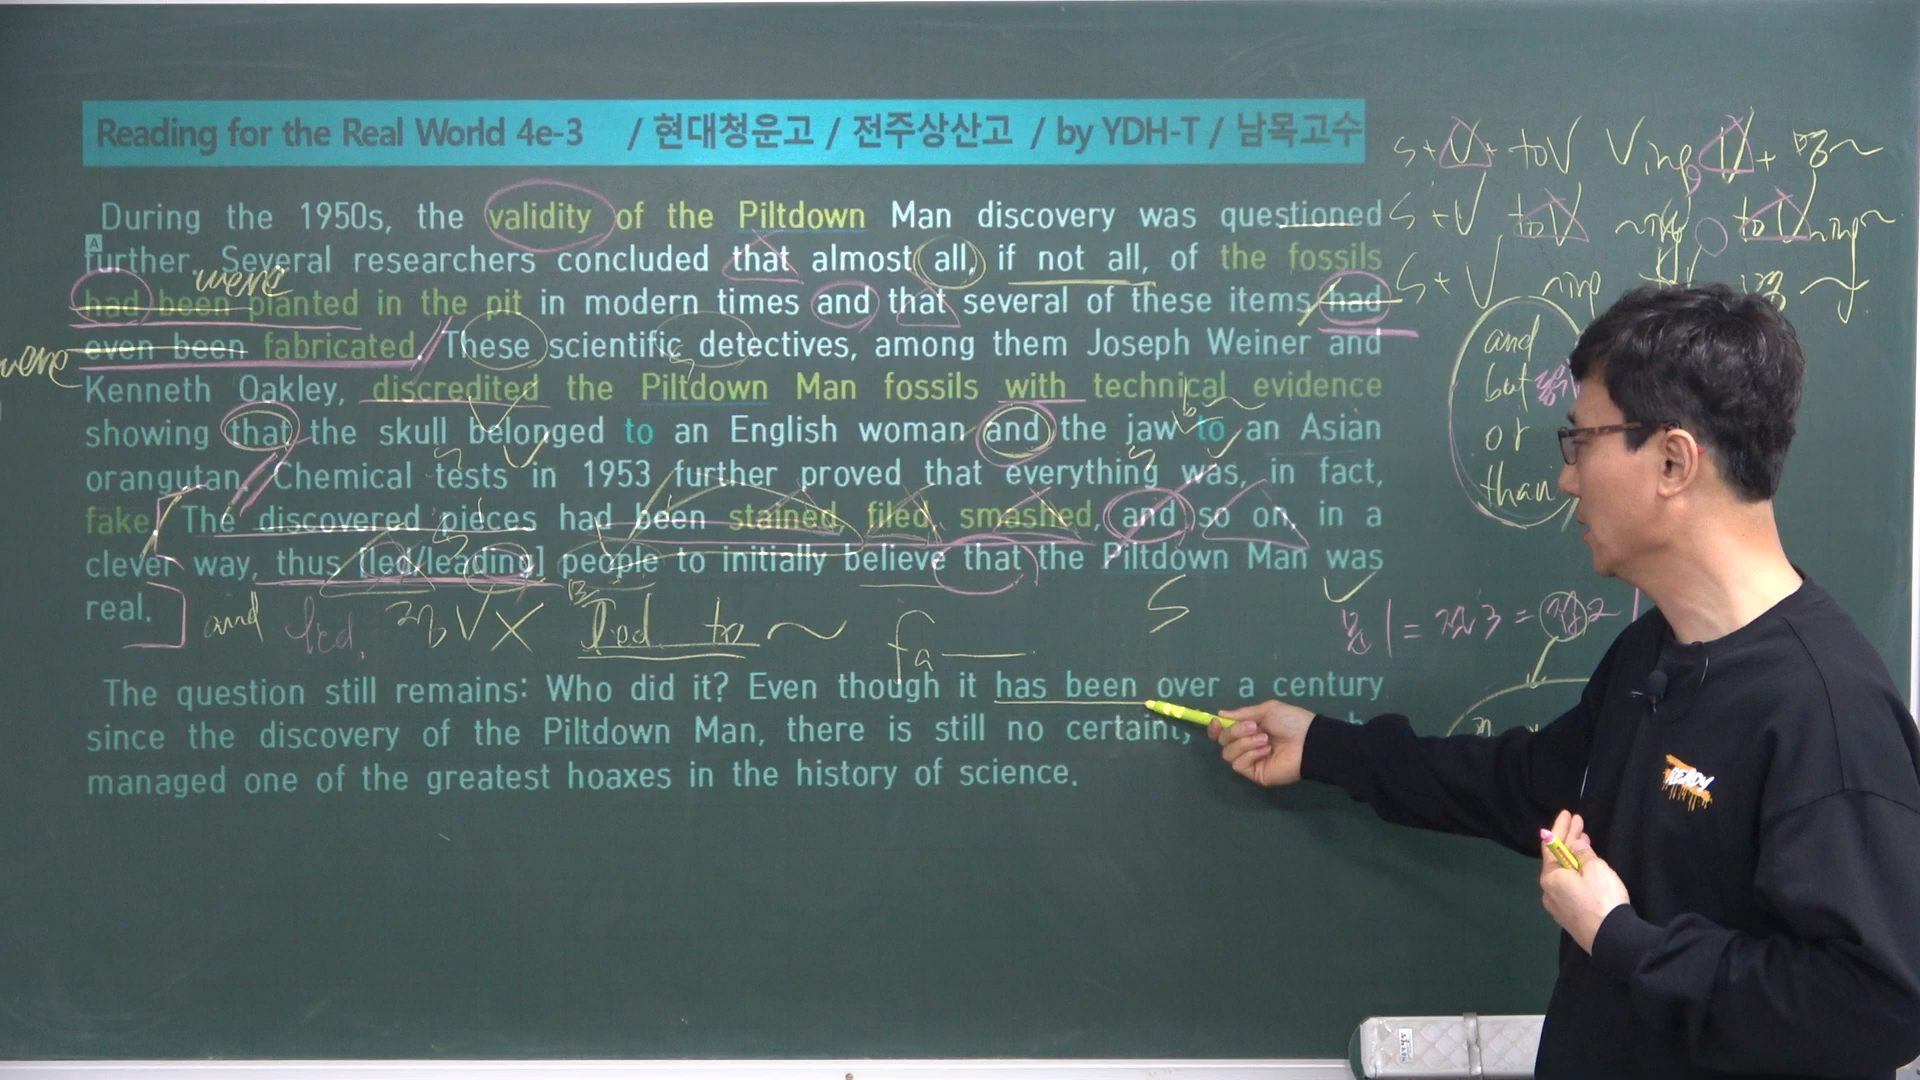 Reading for the Real World 4e-3 / 현대청운고 / 전주상산고 / by YDH-T / 남목고수
During the 1950s, the validity of the Piltdown Man discovery was questioned
A
further. Several researchers concluded that almost all, if not all, of the fossils
were
had been planted in the pit in modern times and that several of these items had
were
even been fabricated. These scientific detectives, among them Joseph Weiner and
Kenneth Oakley, discredited the Piltdown Man fossils with technical evidence
showing that the skull belonged to an English woman and the jaw to an Asian
orangutan. Chemical tests in 1953 further proved that everything was, in fact,
fake. The discovered pieces had been stained, filed, smashed, and so on, in a
clever way, thus [led/leading] people to initially believe that the Piltdown Man was
real.
and led. V X led to ~
S
fa
The question still remains: Who did it? Even though it has been over a century
since the discovery of the Piltdown Man, there is still no certainty
managed one of the greatest hoaxes in the history of science.
S + V + to V Ving V +
S + V to V to V
S + V
and
but
or
than
READY